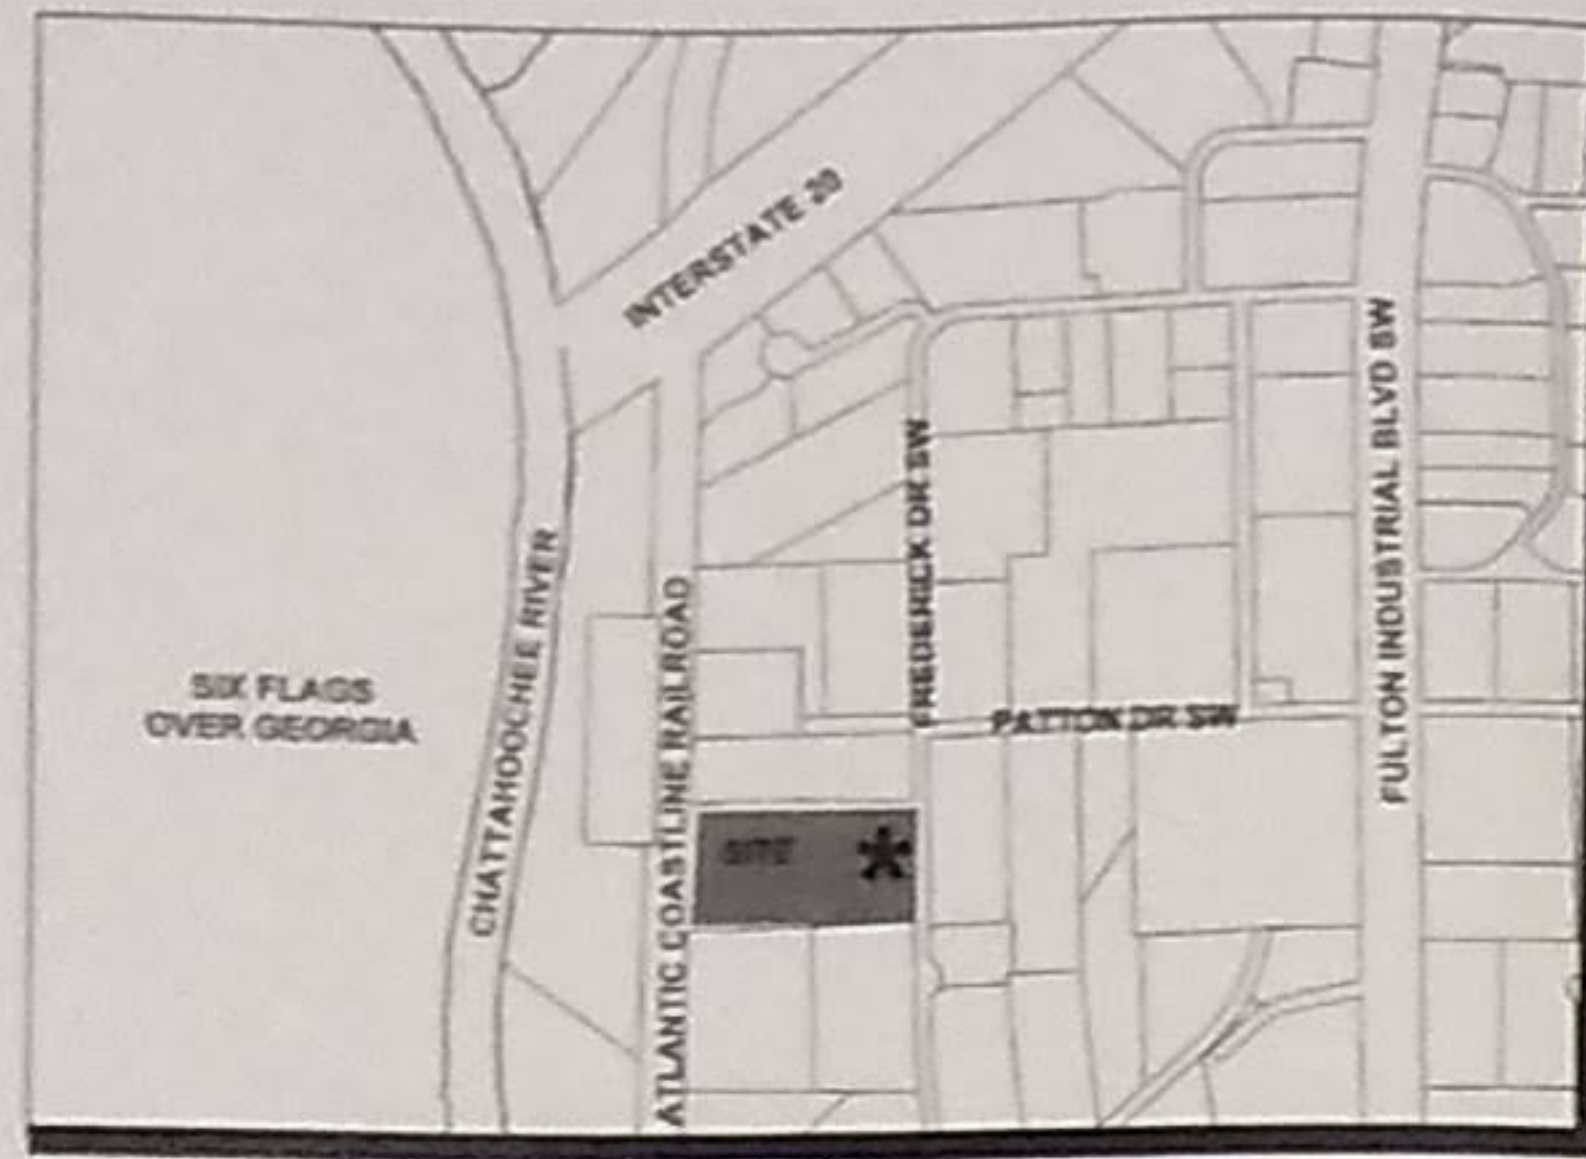 INTERSTATE 20
FREDERICK DR SW
FULTON INDUSTRIAL BLVD SW
CHATTAHOOCHEE RIVER
ATLANTIC COASTLINE RAILROAD
SIX FLAGS
OVER GEORGIA
PATTON DR SW
SITE